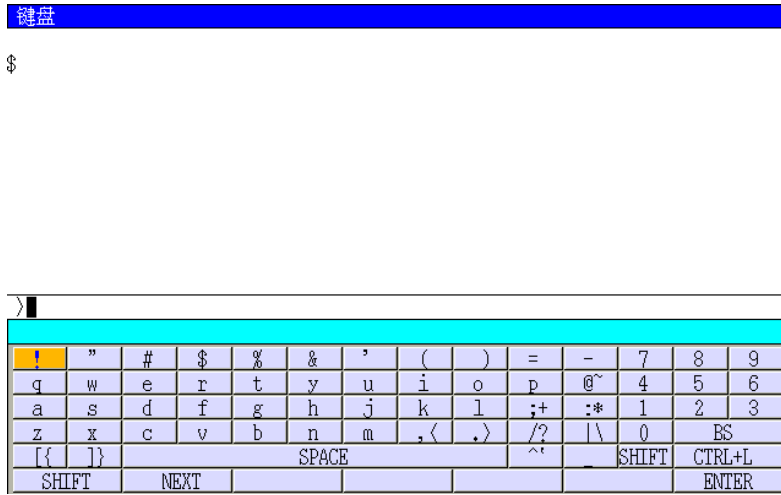 键盘
$
>
! " # $ % & ' ( ) = - 7 8 9
q w e r t y u i o p @~ 4 5 6
a s d f g h j k l ;+ :* 1 2 3
z x c v b n m ,< .> /? |\ 0 BS
[{ ]} SPACE ^` _ SHIFT CTRL+L
SHIFT NEXT ENTER